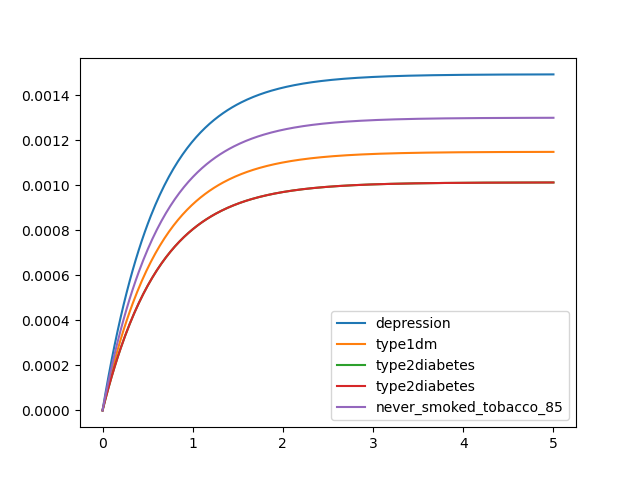 0.0014
0.0012
0.0010
0.0008
0.0006
0.0004
0.0002
0.0000
depression
type1dm
type2diabetes
type2diabetes
never_smoked_tobacco_85
0 1 2 3 4 5